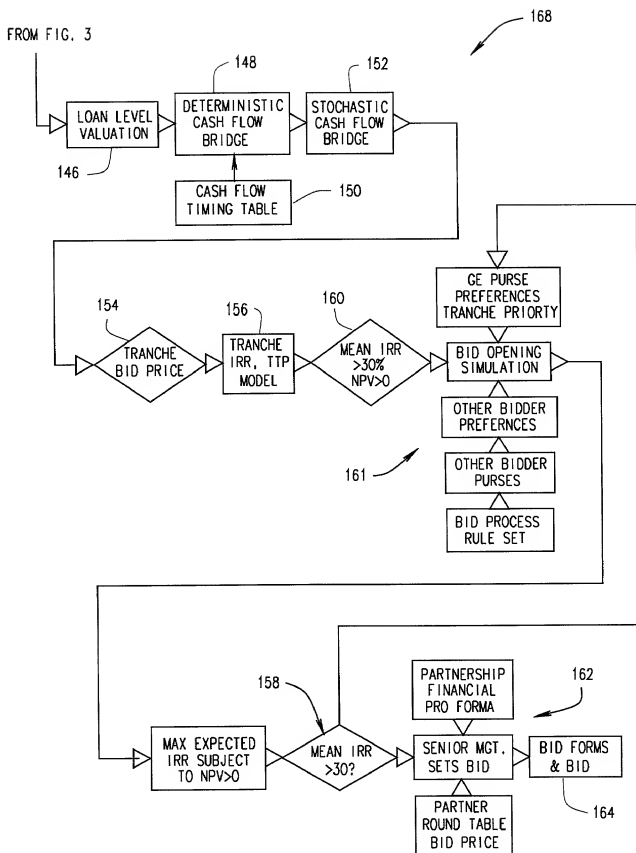 FROM FIG. 3
168
148
152
LOAN LEVEL
VALUATION
DETERMINISTIC
CASH FLOW
BRIDGE
STOCHASTIC
CASH FLOW
BRIDGE
146
CASH FLOW
TIMING TABLE
150
GE PURSE
PREFERENCES
TRANCHE PRIORTY
154
156
160
TRANCHE
BID PRICE
TRANCHE
IRR, TTP
MODEL
MEAN IRR
>30%
NPV>0
BID OPENING
SIMULATION
OTHER BIDDER
PREFERNCES
161
OTHER BIDDER
PURSES
BID PROCESS
RULE SET
158
PARTNERSHIP
FINANCIAL
PRO FORMA
162
MAX EXPECTED
IRR SUBJECT
TO NPV>0
MEAN IRR
>30?
SENIOR MGT.
SETS BID
BID FORMS
& BID
164
PARTNER
ROUND TABLE
BID PRICE